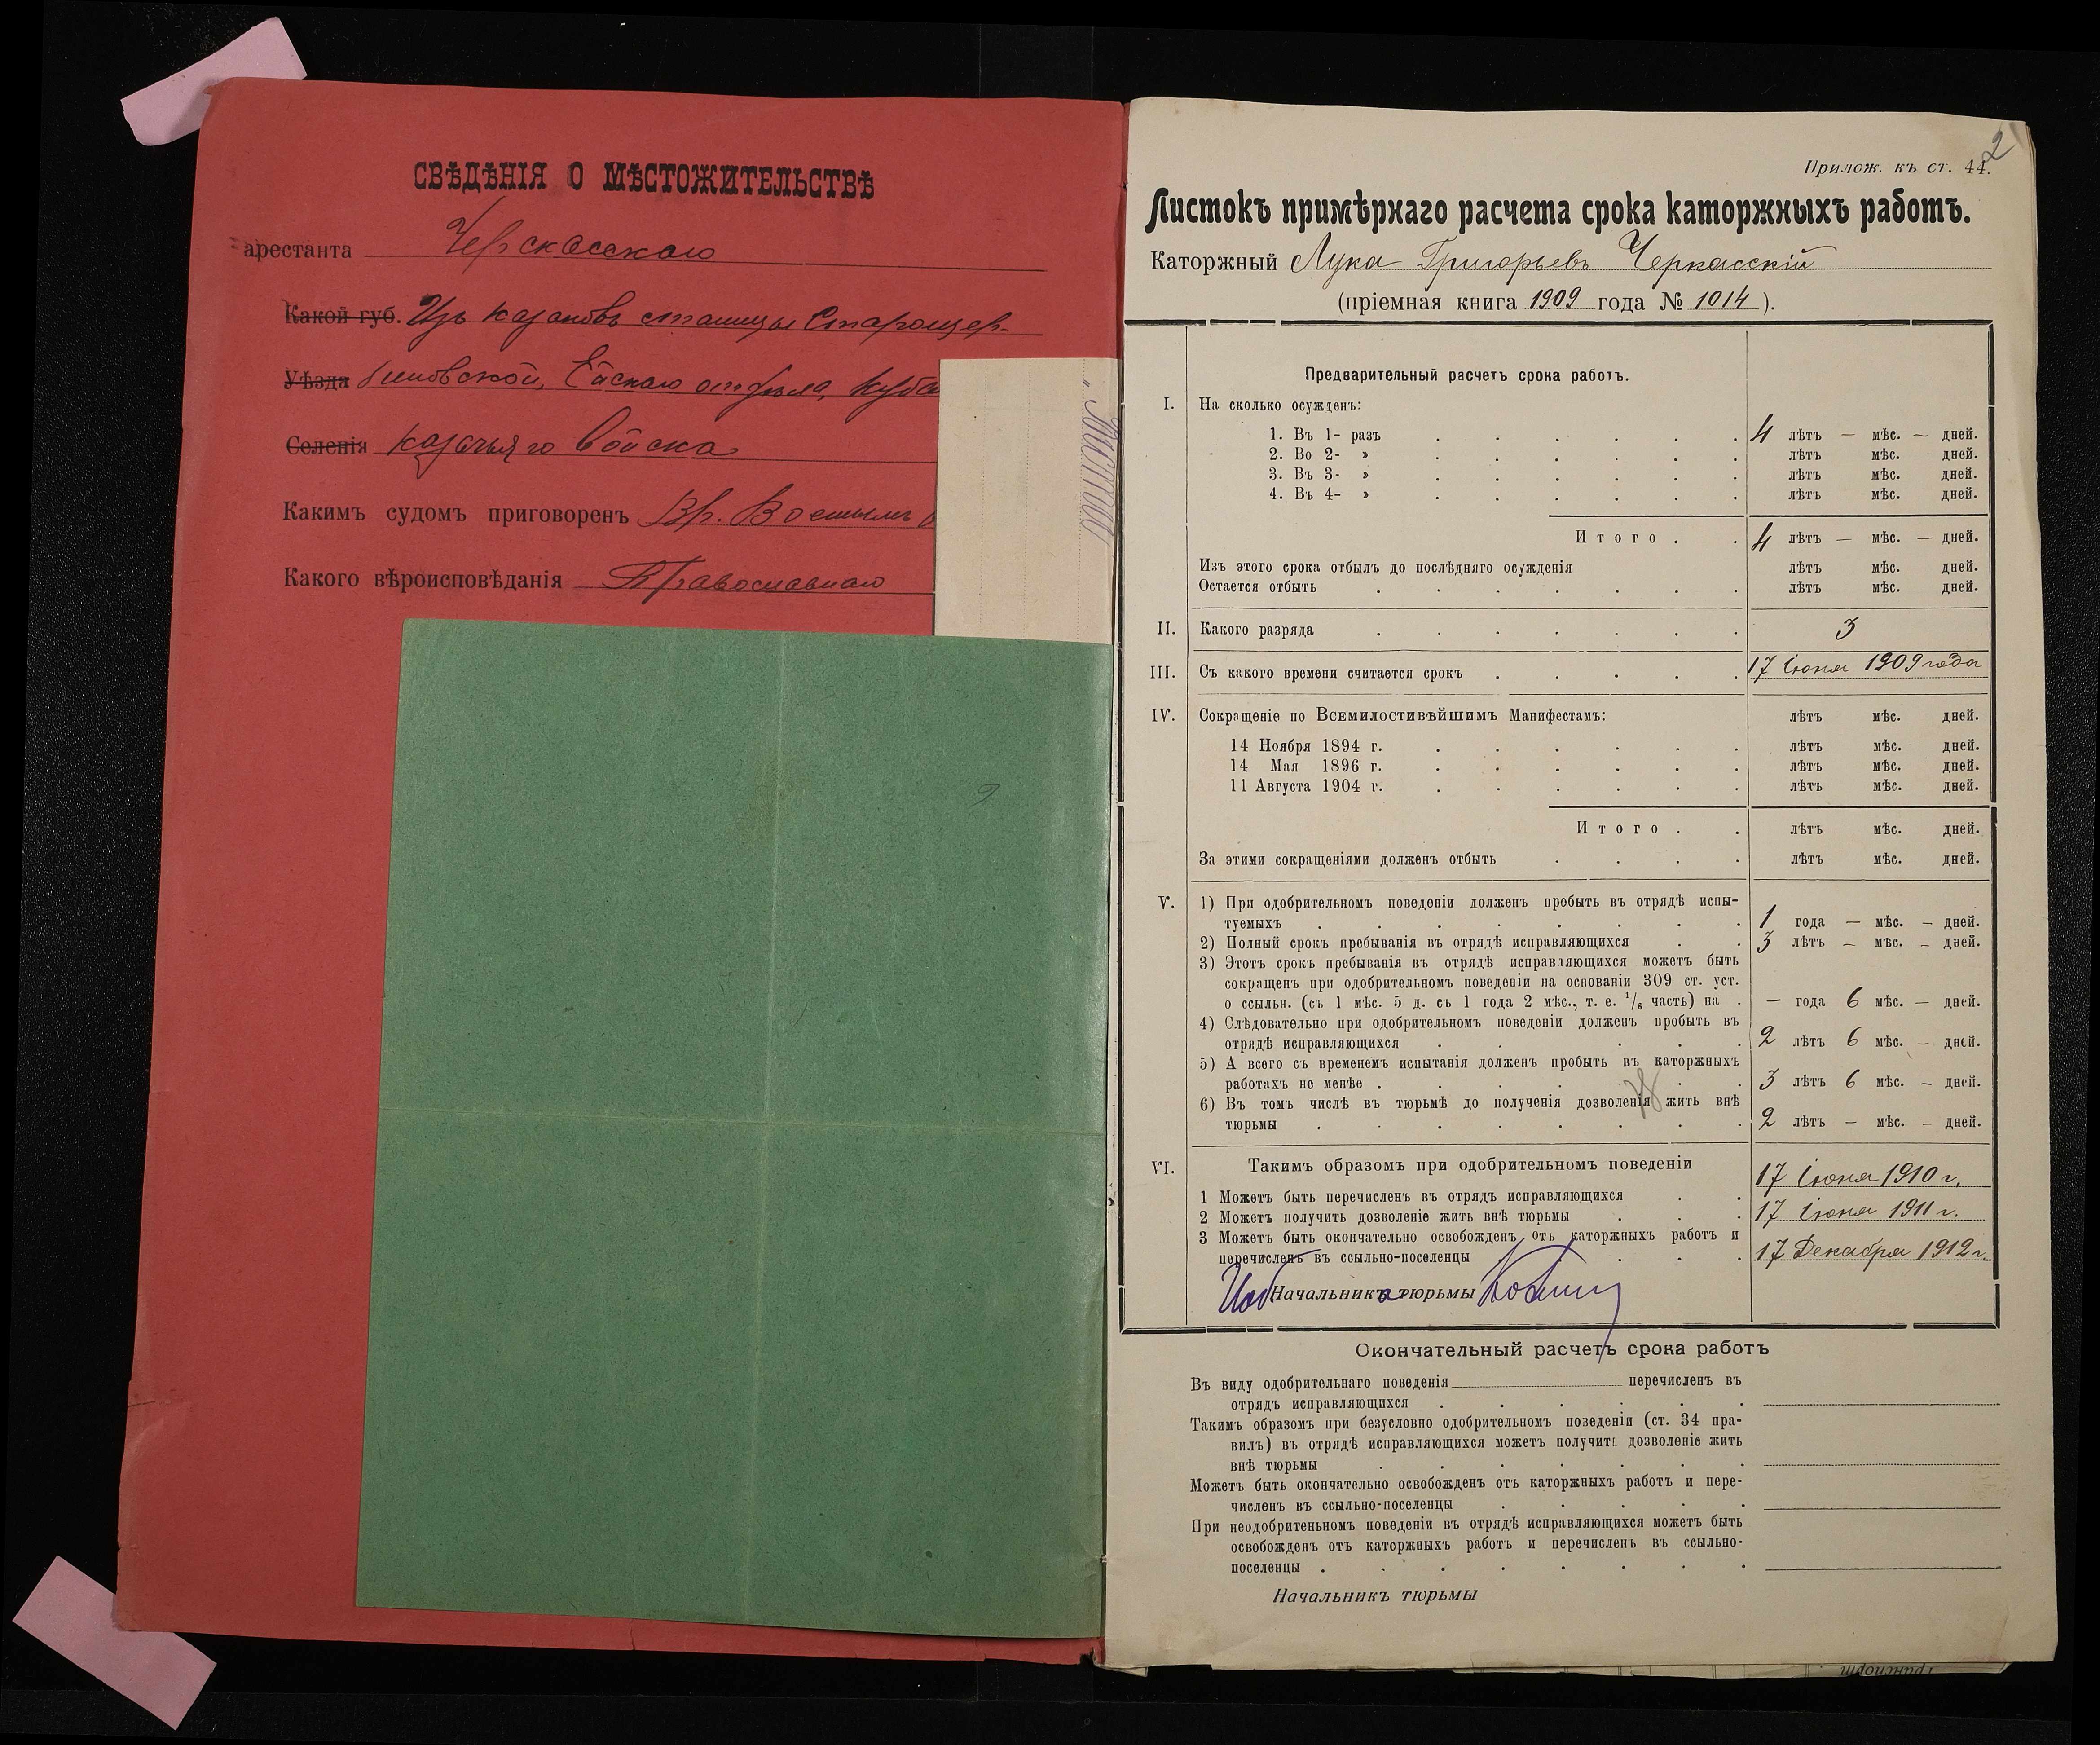 СВѢДѢНІЯ О МѢСТОЖИТЕЛЬСТВѢ
арестанта Черскасскаго
Какой губ. Изъ казаковъ станицы Старощер-
Уѣзда биновской, Ейскаго отдѣла, Кубан
Селенія казачьяго Войска
Какимъ судомъ приговоренъ Вр. Военнымъ
Какого вѣроисповѣданія Православнаго
2
Прилож. къ ст. 44.
Листокъ примѣрнаго расчета срока каторжныхъ работъ.
Каторжный Лука Григорьевъ Черкасскій
(пріемная книга 1909 года № 1014).
Предварительный расчетъ срока работъ.
I. На сколько осужденъ:
1. Въ 1- разъ 4 лѣтъ — мѣс. — дней.
2. Во 2- » лѣтъ мѣс. дней.
3. Въ 3- » лѣтъ мѣс. дней.
4. Въ 4- » лѣтъ мѣс. дней.
Итого 4 лѣтъ — мѣс. — дней.
Изъ этого срока отбылъ до послѣдняго осужденія лѣтъ мѣс. дней.
Остается отбыть лѣтъ мѣс. дней.
II. Какого разряда 3
III. Съ какого времени считается срокъ 17 Іюня 1909 года
IV. Сокращеніе по Всемилостивѣйшимъ Манифестамъ: лѣтъ мѣс. дней.
14 Ноября 1894 г. лѣтъ мѣс. дней.
14 Мая 1896 г. лѣтъ мѣс. дней.
11 Августа 1904 г. лѣтъ мѣс. дней.
Итого лѣтъ мѣс. дней.
За этими сокращеніями долженъ отбыть лѣтъ мѣс. дней.
V. 1) При одобрительномъ поведеніи долженъ пробыть въ отрядѣ испы-
туемыхъ 1 года — мѣс. — дней.
2) Полный срокъ пребыванія въ отрядѣ исправляющихся 3 лѣтъ — мѣс. — дней.
3) Этотъ срокъ пребыванія въ отрядѣ исправляющихся можетъ быть
сокращенъ при одобрительномъ поведеніи на основаніи 309 ст. уст.
о ссыльн. (съ 1 мѣс. 5 д. съ 1 года 2 мѣс., т. е. 1/6 часть) на — года 6 мѣс. — дней.
4) Слѣдовательно при одобрительномъ поведеніи долженъ пробыть въ
отрядѣ исправляющихся 2 лѣтъ 6 мѣс. — дней.
5) А всего съ временемъ испытанія долженъ пробыть въ каторжныхъ
работахъ не менѣе 3 лѣтъ 6 мѣс. — дней.
6) Въ томъ числѣ въ тюрьмѣ до полученія дозволенія жить внѣ
тюрьмы 2 лѣтъ — мѣс. — дней.
VI. Такимъ образомъ при одобрительномъ поведеніи
1 Можетъ быть перечисленъ въ отрядъ исправляющихся 17 Іюня 1910 г.
2 Можетъ получить дозволеніе жить внѣ тюрьмы 17 Іюня 1911 г.
3 Можетъ быть окончательно освобожденъ отъ каторжныхъ работъ и
перечисленъ въ ссыльно-поселенцы 17 Декабря 1912 г.
Начальника тюрьмы
Окончательный расчетъ срока работъ
Въ виду одобрительнаго поведенія перечисленъ въ
отрядъ исправляющихся
Такимъ образомъ при безусловно одобрительномъ поведеніи (ст. 34 пра-
вилъ) въ отрядѣ исправляющихся можетъ получить дозволеніе жить
внѣ тюрьмы
Можетъ быть окончательно освобожденъ отъ каторжныхъ работъ и пере-
численъ въ ссыльно-поселенцы
При неодобрительномъ поведеніи въ отрядѣ исправляющихся можетъ быть
освобожденъ отъ каторжныхъ работъ и перечисленъ въ ссыльно-
поселенцы
Начальникъ тюрьмы